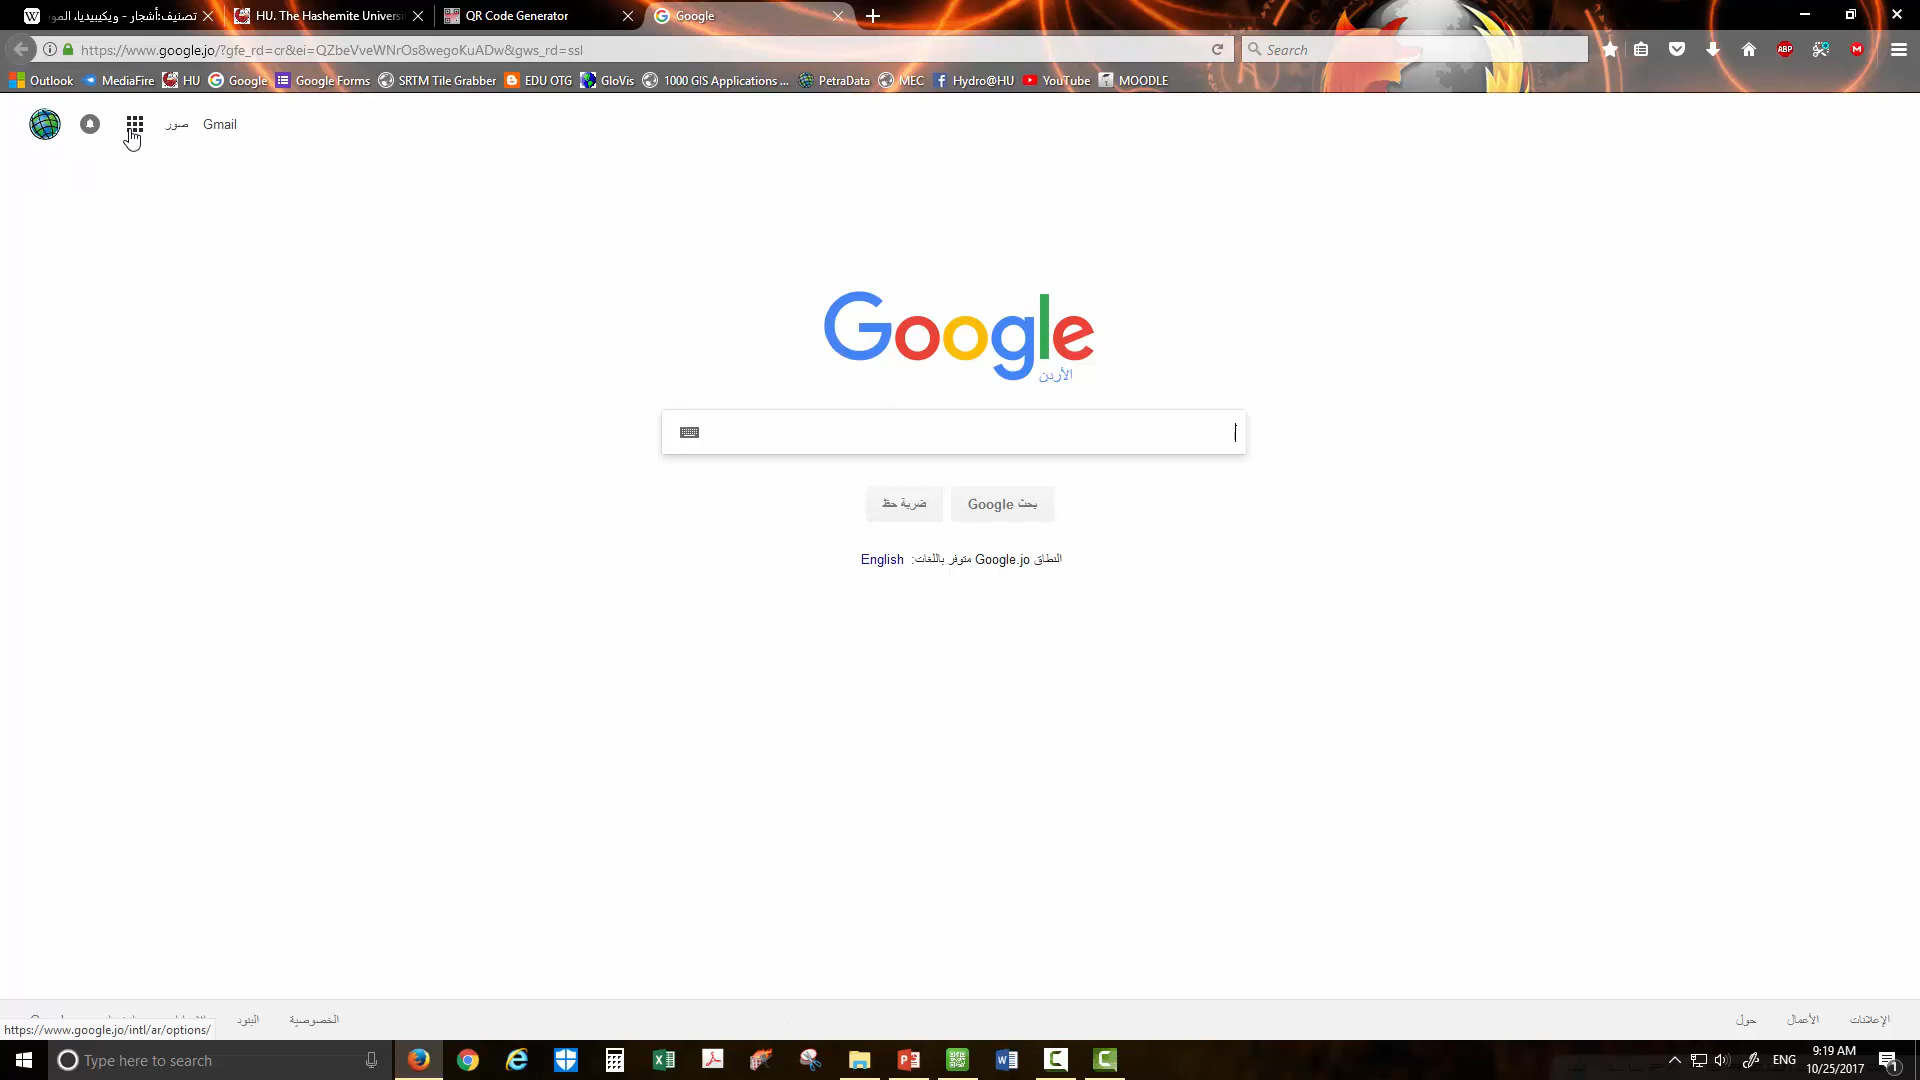 تصنيف:أشجار - ويكيبيديا، المو
HU. The Hashemite Universi
QR Code Generator
Google
https://www.google.jo/?gfe_rd=cr&ei=QZbeVveWNrOs8wegoKuADw&gws_rd=ssl
Search
ABP
Outlook
MediaFire
HU
Google
Google Forms
SRTM Tile Grabber
EDU OTG
GloVis
1000 GIS Applications ...
PetraData
MEC
Hydro@HU
YouTube
MOODLE
صور
Gmail
Google
الأردن
بحث Google
ضربة حظ
النطاق Google.jo متوفر باللغات: English
الإعلانات
الأعمال
حول
الخصوصية
البنود
https://www.google.jo/intl/ar/options/
Type here to search
ENG
9:19 AM
10/25/2017
1